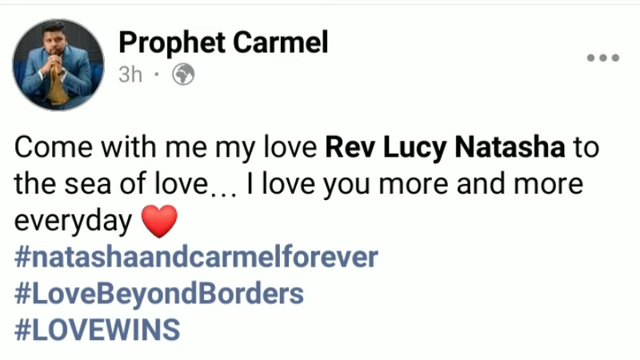 Prophet Carmel
3h ·
Come with me my love Rev Lucy Natasha to
the sea of love... I love you more and more
everyday ❤️
#natashaandcarmelforever
#LoveBeyondBorders
#LOVEWINS